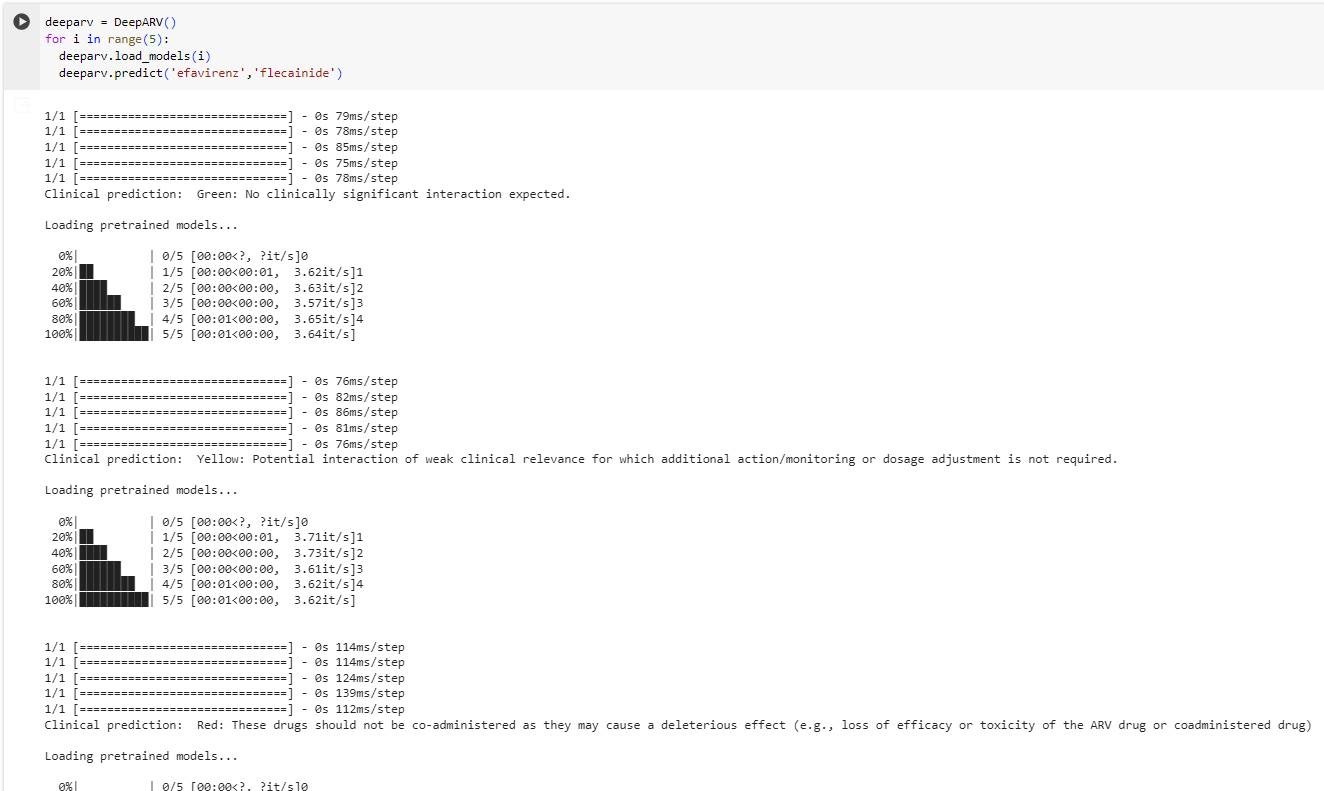 deeparv = DeepARV()
for i in range(5):
  deeparv.load_models(i)
  deeparv.predict('efavirenz','flecainide')
1/1 [==============================] - 0s 79ms/step
1/1 [==============================] - 0s 78ms/step
1/1 [==============================] - 0s 85ms/step
1/1 [==============================] - 0s 75ms/step
1/1 [==============================] - 0s 78ms/step
Clinical prediction:  Green: No clinically significant interaction expected.
Loading pretrained models...
  0%|          | 0/5 [00:00<?, ?it/s]0
 20%|██        | 1/5 [00:00<00:01,  3.62it/s]1
 40%|████      | 2/5 [00:00<00:00,  3.63it/s]2
 60%|██████    | 3/5 [00:00<00:00,  3.57it/s]3
 80%|████████  | 4/5 [00:01<00:00,  3.65it/s]4
100%|██████████| 5/5 [00:01<00:00,  3.64it/s]
1/1 [==============================] - 0s 76ms/step
1/1 [==============================] - 0s 82ms/step
1/1 [==============================] - 0s 86ms/step
1/1 [==============================] - 0s 81ms/step
1/1 [==============================] - 0s 76ms/step
Clinical prediction:  Yellow: Potential interaction of weak clinical relevance for which additional action/monitoring or dosage adjustment is not required.
Loading pretrained models...
  0%|          | 0/5 [00:00<?, ?it/s]0
 20%|██        | 1/5 [00:00<00:01,  3.71it/s]1
 40%|████      | 2/5 [00:00<00:00,  3.73it/s]2
 60%|██████    | 3/5 [00:00<00:00,  3.61it/s]3
 80%|████████  | 4/5 [00:01<00:00,  3.62it/s]4
100%|██████████| 5/5 [00:01<00:00,  3.62it/s]
1/1 [==============================] - 0s 114ms/step
1/1 [==============================] - 0s 114ms/step
1/1 [==============================] - 0s 124ms/step
1/1 [==============================] - 0s 139ms/step
1/1 [==============================] - 0s 112ms/step
Clinical prediction:  Red: These drugs should not be co-administered as they may cause a deleterious effect (e.g., loss of efficacy or toxicity of the ARV drug or coadministered drug)
Loading pretrained models...
  0%|          | 0/5 [00:00<?, ?it/s]0